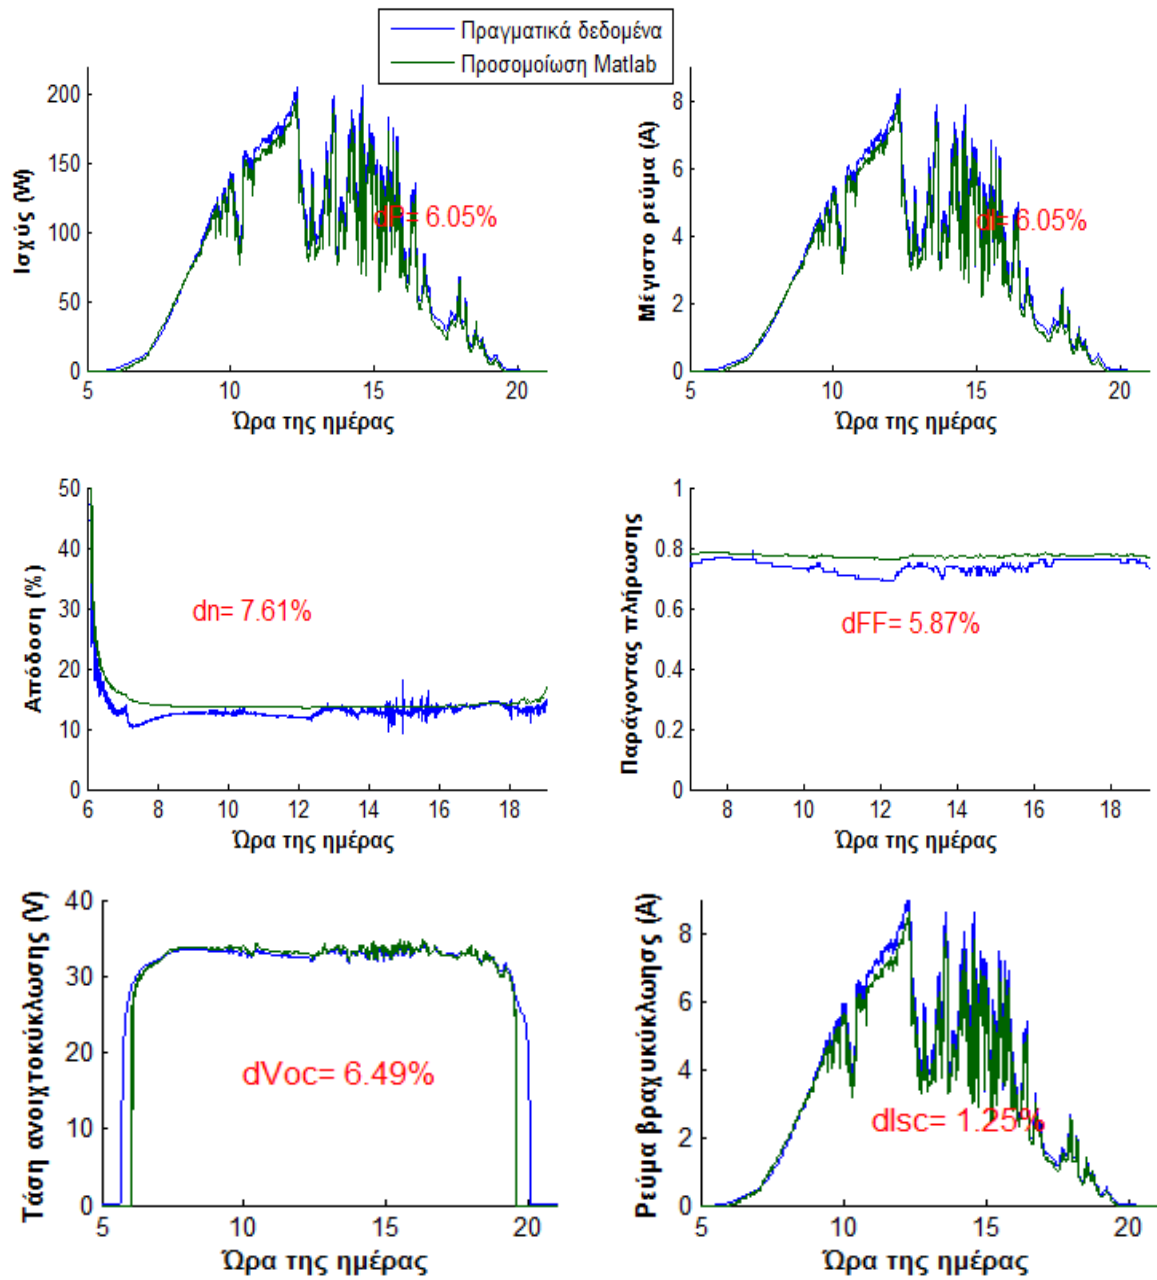 Πραγματικά δεδομένα
Προσομοίωση Matlab
Ισχύς (W)
200
150
100
50
0
dP= 6.05%
5 10 15 20
Ώρα της ημέρας
Μέγιστο ρεύμα (A)
8
6
4
2
0
dI= 6.05%
5 10 15 20
Ώρα της ημέρας
Απόδοση (%)
50
40
30
20
10
0
dn= 7.61%
6 8 10 12 14 16 18
Ώρα της ημέρας
Παράγοντας πλήρωσης
1
0.8
0.6
0.4
0.2
0
dFF= 5.87%
8 10 12 14 16 18
Ώρα της ημέρας
Τάση ανοιχτοκύκλωσης (V)
40
30
20
10
0
dVoc= 6.49%
5 10 15 20
Ώρα της ημέρας
Ρεύμα βραχυκύκλωησς (A)
8
6
4
2
0
dIsc= 1.25%
5 10 15 20
Ώρα της ημέρας